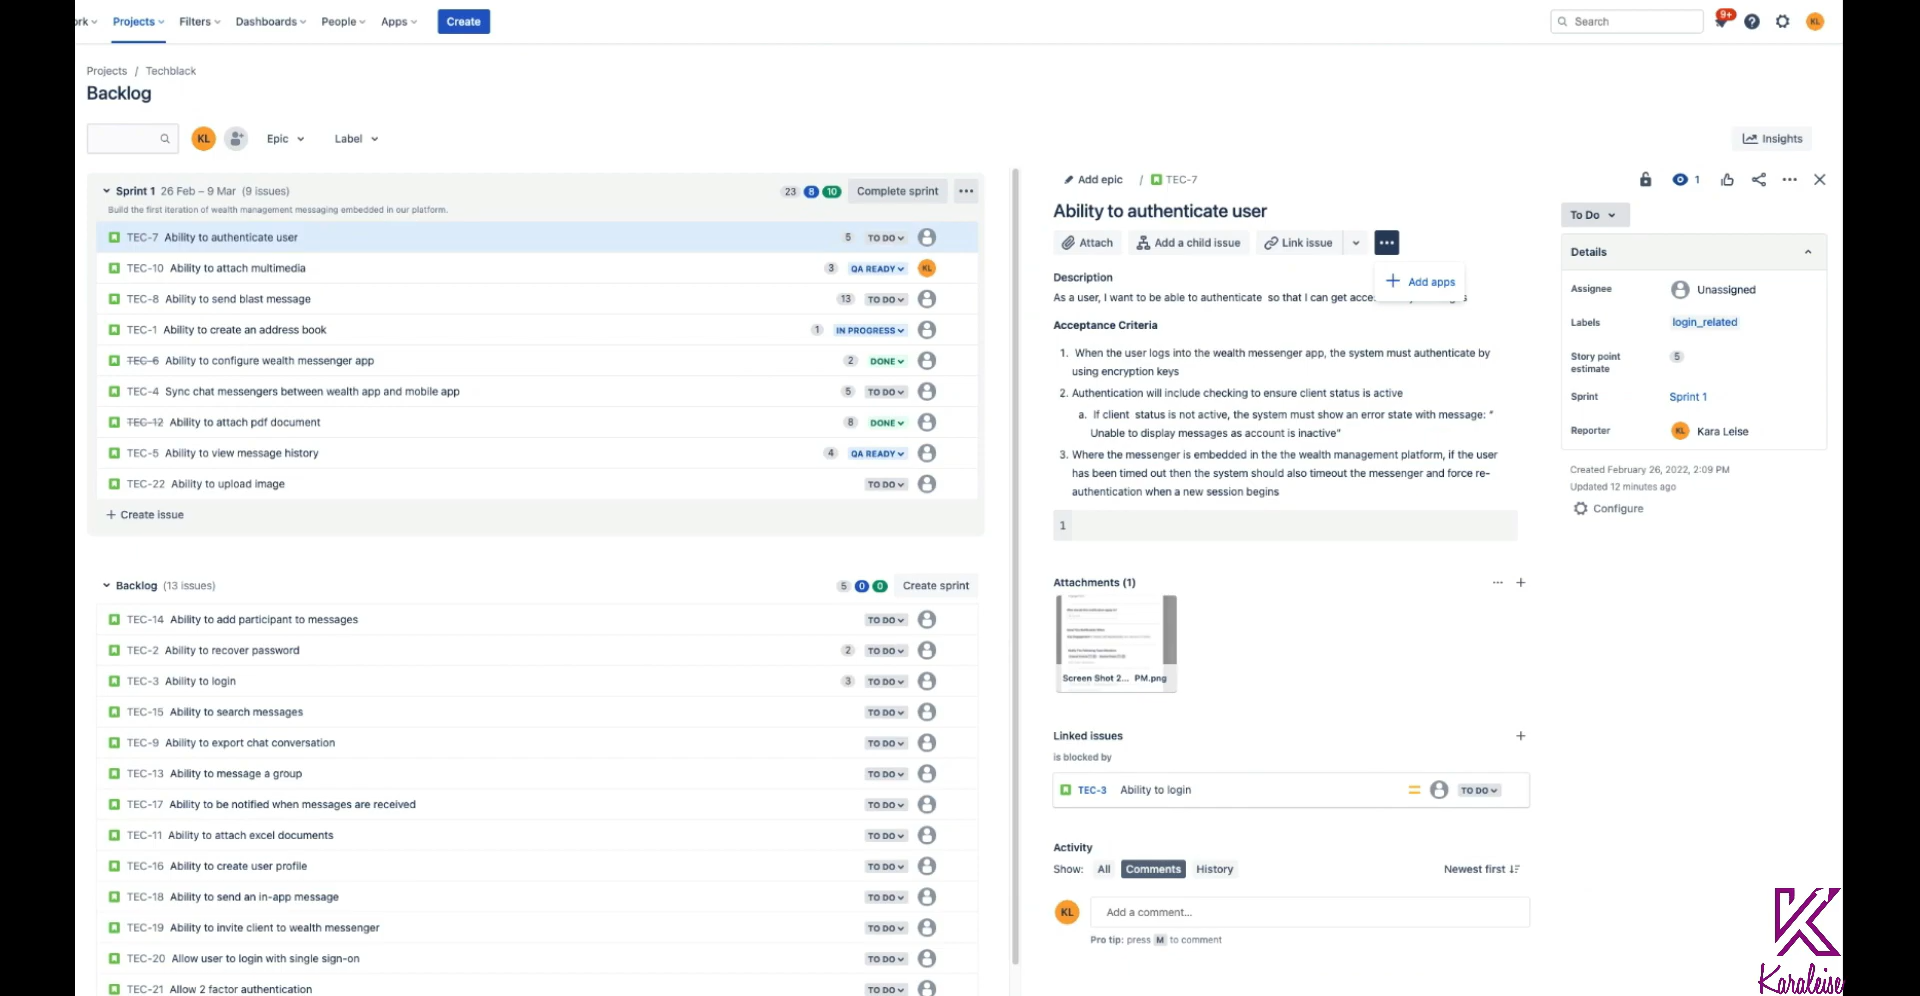 rk
Projects
Filters
Dashboards
People
Apps
Create
Search
9+
KL
Projects / Techblack
Backlog
KL
Epic
Label
Insights
Sprint 1 26 Feb – 9 Mar (9 issues)
23 8 10
Complete sprint
Build the first iteration of wealth management messaging embedded in our platform.
TEC-7 Ability to authenticate user 5 TO DO
TEC-10 Ability to attach multimedia 3 QA READY KL
TEC-8 Ability to send blast message 13 TO DO
TEC-1 Ability to create an address book 1 IN PROGRESS
TEC-6 Ability to configure wealth messenger app 2 DONE
TEC-4 Sync chat messengers between wealth app and mobile app 5 TO DO
TEC-12 Ability to attach pdf document 8 DONE
TEC-5 Ability to view message history 4 QA READY
TEC-22 Ability to upload image TO DO
+ Create issue
Backlog (13 issues) 5 0 0 Create sprint
TEC-14 Ability to add participant to messages TO DO
TEC-2 Ability to recover password 2 TO DO
TEC-3 Ability to login 3 TO DO
TEC-15 Ability to search messages TO DO
TEC-9 Ability to export chat conversation TO DO
TEC-13 Ability to message a group TO DO
TEC-17 Ability to be notified when messages are received TO DO
TEC-11 Ability to attach excel documents TO DO
TEC-16 Ability to create user profile TO DO
TEC-18 Ability to send an in-app message TO DO
TEC-19 Ability to invite client to wealth messenger TO DO
TEC-20 Allow user to login with single sign-on TO DO
TEC-21 Allow 2 factor authentication TO DO
Add epic / TEC-7
1
Ability to authenticate user
Attach
Add a child issue
Link issue
+ Add apps
Description
As a user, I want to be able to authenticate so that I can get acce
Acceptance Criteria
1. When the user logs into the wealth messenger app, the system must authenticate by
using encryption keys
2. Authentication will include checking to ensure client status is active
a. If client status is not active, the system must show an error state with message: “
Unable to display messages as account is inactive”
3. Where the messenger is embedded in the the wealth management platform, if the user
has been timed out then the system should also timeout the messenger and force re-
authentication when a new session begins
1
Attachments (1)
Screen Shot 2... PM.png
Linked issues
is blocked by
TEC-3 Ability to login TO DO
Activity
Show: All Comments History Newest first
KL Add a comment...
Pro tip: press M to comment
To Do
Details
Assignee Unassigned
Labels login_related
Story point
estimate
5
Sprint Sprint 1
Reporter KL Kara Leise
Created February 26, 2022, 2:09 PM
Updated 12 minutes ago
Configure
K
Karaleise